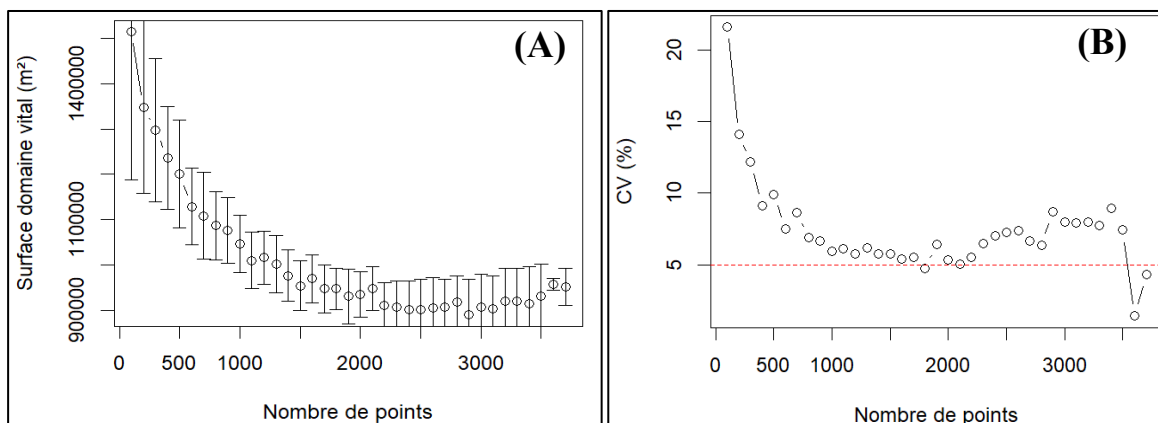 (A)
Surface domaine vital (m²)
1400000
1100000
900000
0 500 1000 2000 3000
Nombre de points
(B)
CV (%)
20
15
10
5
0 500 1000 2000 3000
Nombre de points